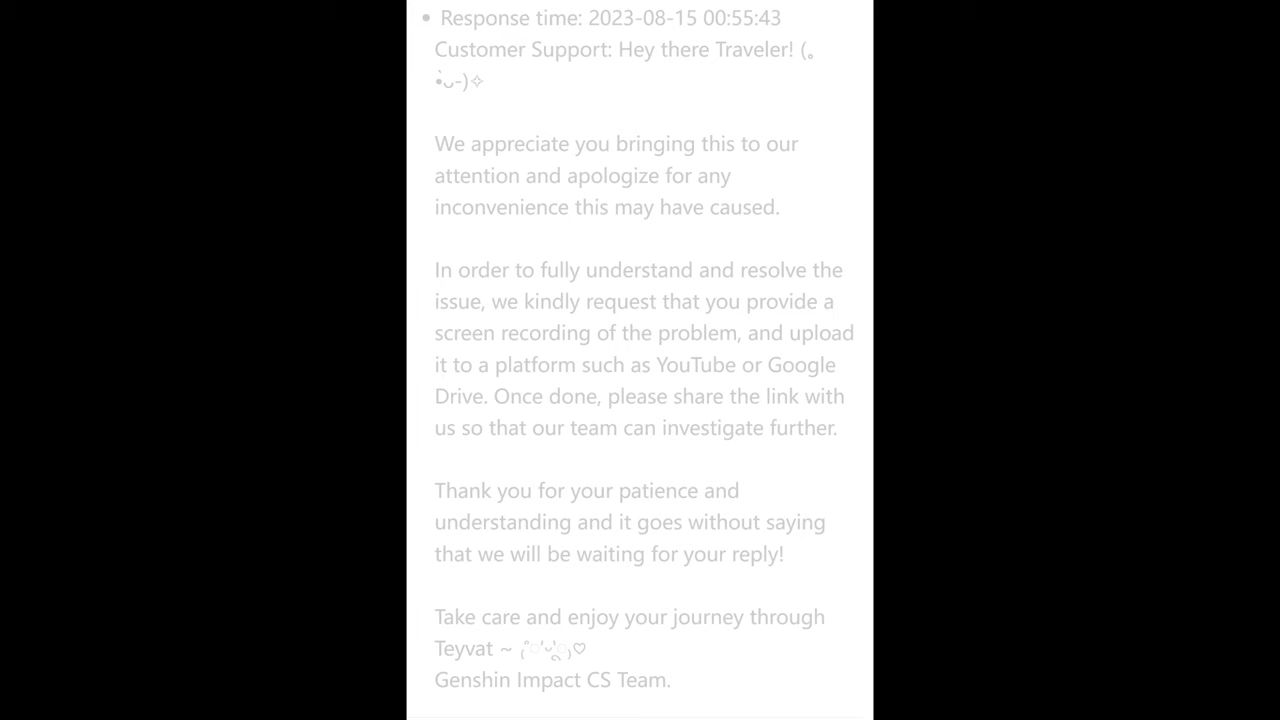 • Response time: 2023-08-15 00:55:43
Customer Support: Hey there Traveler! (｡
•̀ᴗ-)✧
We appreciate you bringing this to our
attention and apologize for any
inconvenience this may have caused.
In order to fully understand and resolve the
issue, we kindly request that you provide a
screen recording of the problem, and upload
it to a platform such as YouTube or Google
Drive. Once done, please share the link with
us so that our team can investigate further.
Thank you for your patience and
understanding and it goes without saying
that we will be waiting for your reply!
Take care and enjoy your journey through
Teyvat ~ ♡
Genshin Impact CS Team.